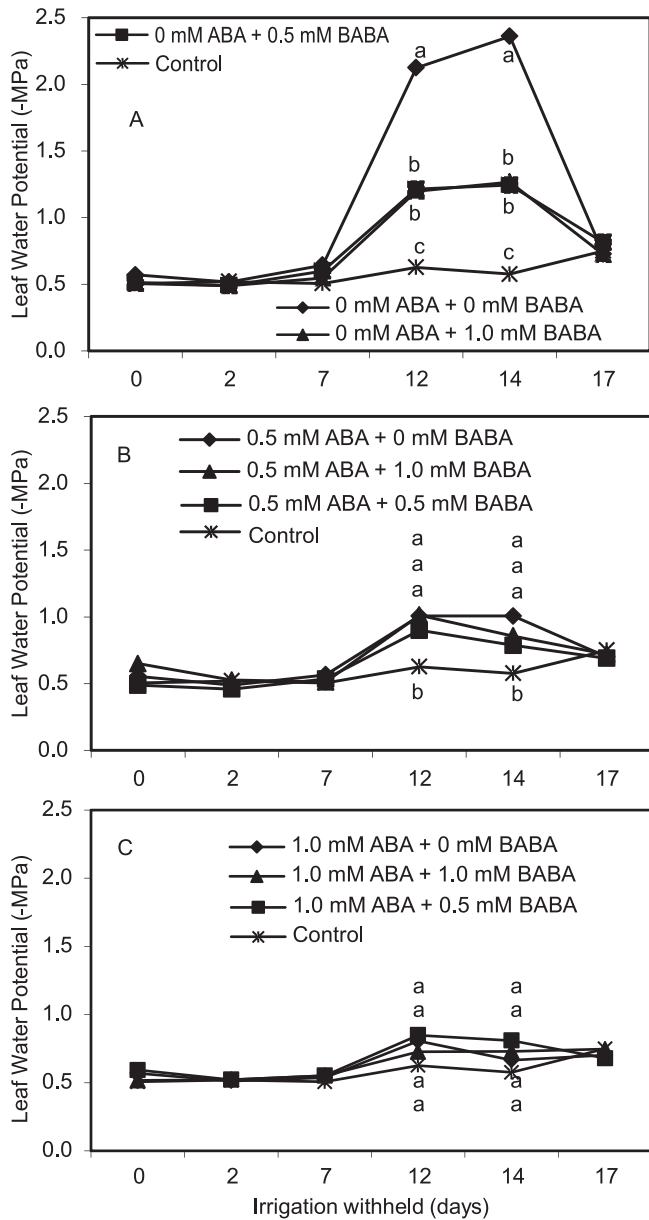 0 mM ABA + 0.5 mM BABA
Control
A
Leaf Water Potential (-MPa)
2.5
2.0
1.5
1.0
0.5
0.0
a
a
b
b
b
b
c
c
0 mM ABA + 0 mM BABA
0 mM ABA + 1.0 mM BABA
0 2 7 12 14 17
B
Leaf Water Potential (-MPa)
2.5
2.0
1.5
1.0
0.5
0.0
0.5 mM ABA + 0 mM BABA
0.5 mM ABA + 1.0 mM BABA
0.5 mM ABA + 0.5 mM BABA
Control
a a
a a
a a
b b
0 2 7 12 14 17
C
Leaf Water Potential (-MPa)
2.5
2.0
1.5
1.0
0.5
0.0
1.0 mM ABA + 0 mM BABA
1.0 mM ABA + 1.0 mM BABA
1.0 mM ABA + 0.5 mM BABA
Control
a a
a a
a a
a a
0 2 7 12 14 17
Irrigation withheld (days)